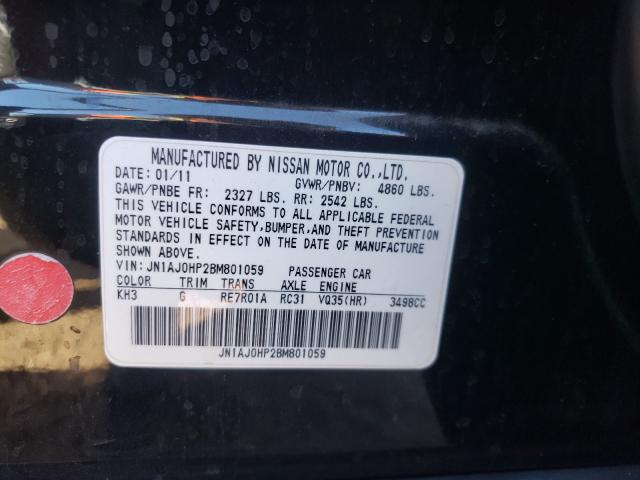 MANUFACTURED BY NISSAN MOTOR CO.,LTD.
DATE: 01/11 GVWR/PNBV: 4860 LBS.
GAWR/PNBE FR: 2327 LBS. RR: 2542 LBS.
THIS VEHICLE CONFORMS TO ALL APPLICABLE FEDERAL
MOTOR VEHICLE SAFETY,BUMPER,AND THEFT PREVENTION
STANDARDS IN EFFECT ON THE DATE OF MANUFACTURE
SHOWN ABOVE.
VIN: JN1AJ0HP2BM801059 PASSENGER CAR
COLOR TRIM TRANS AXLE ENGINE
KH3 G RE7R01A RC31 VQ35(HR) 3498CC
JN1AJ0HP2BM801059